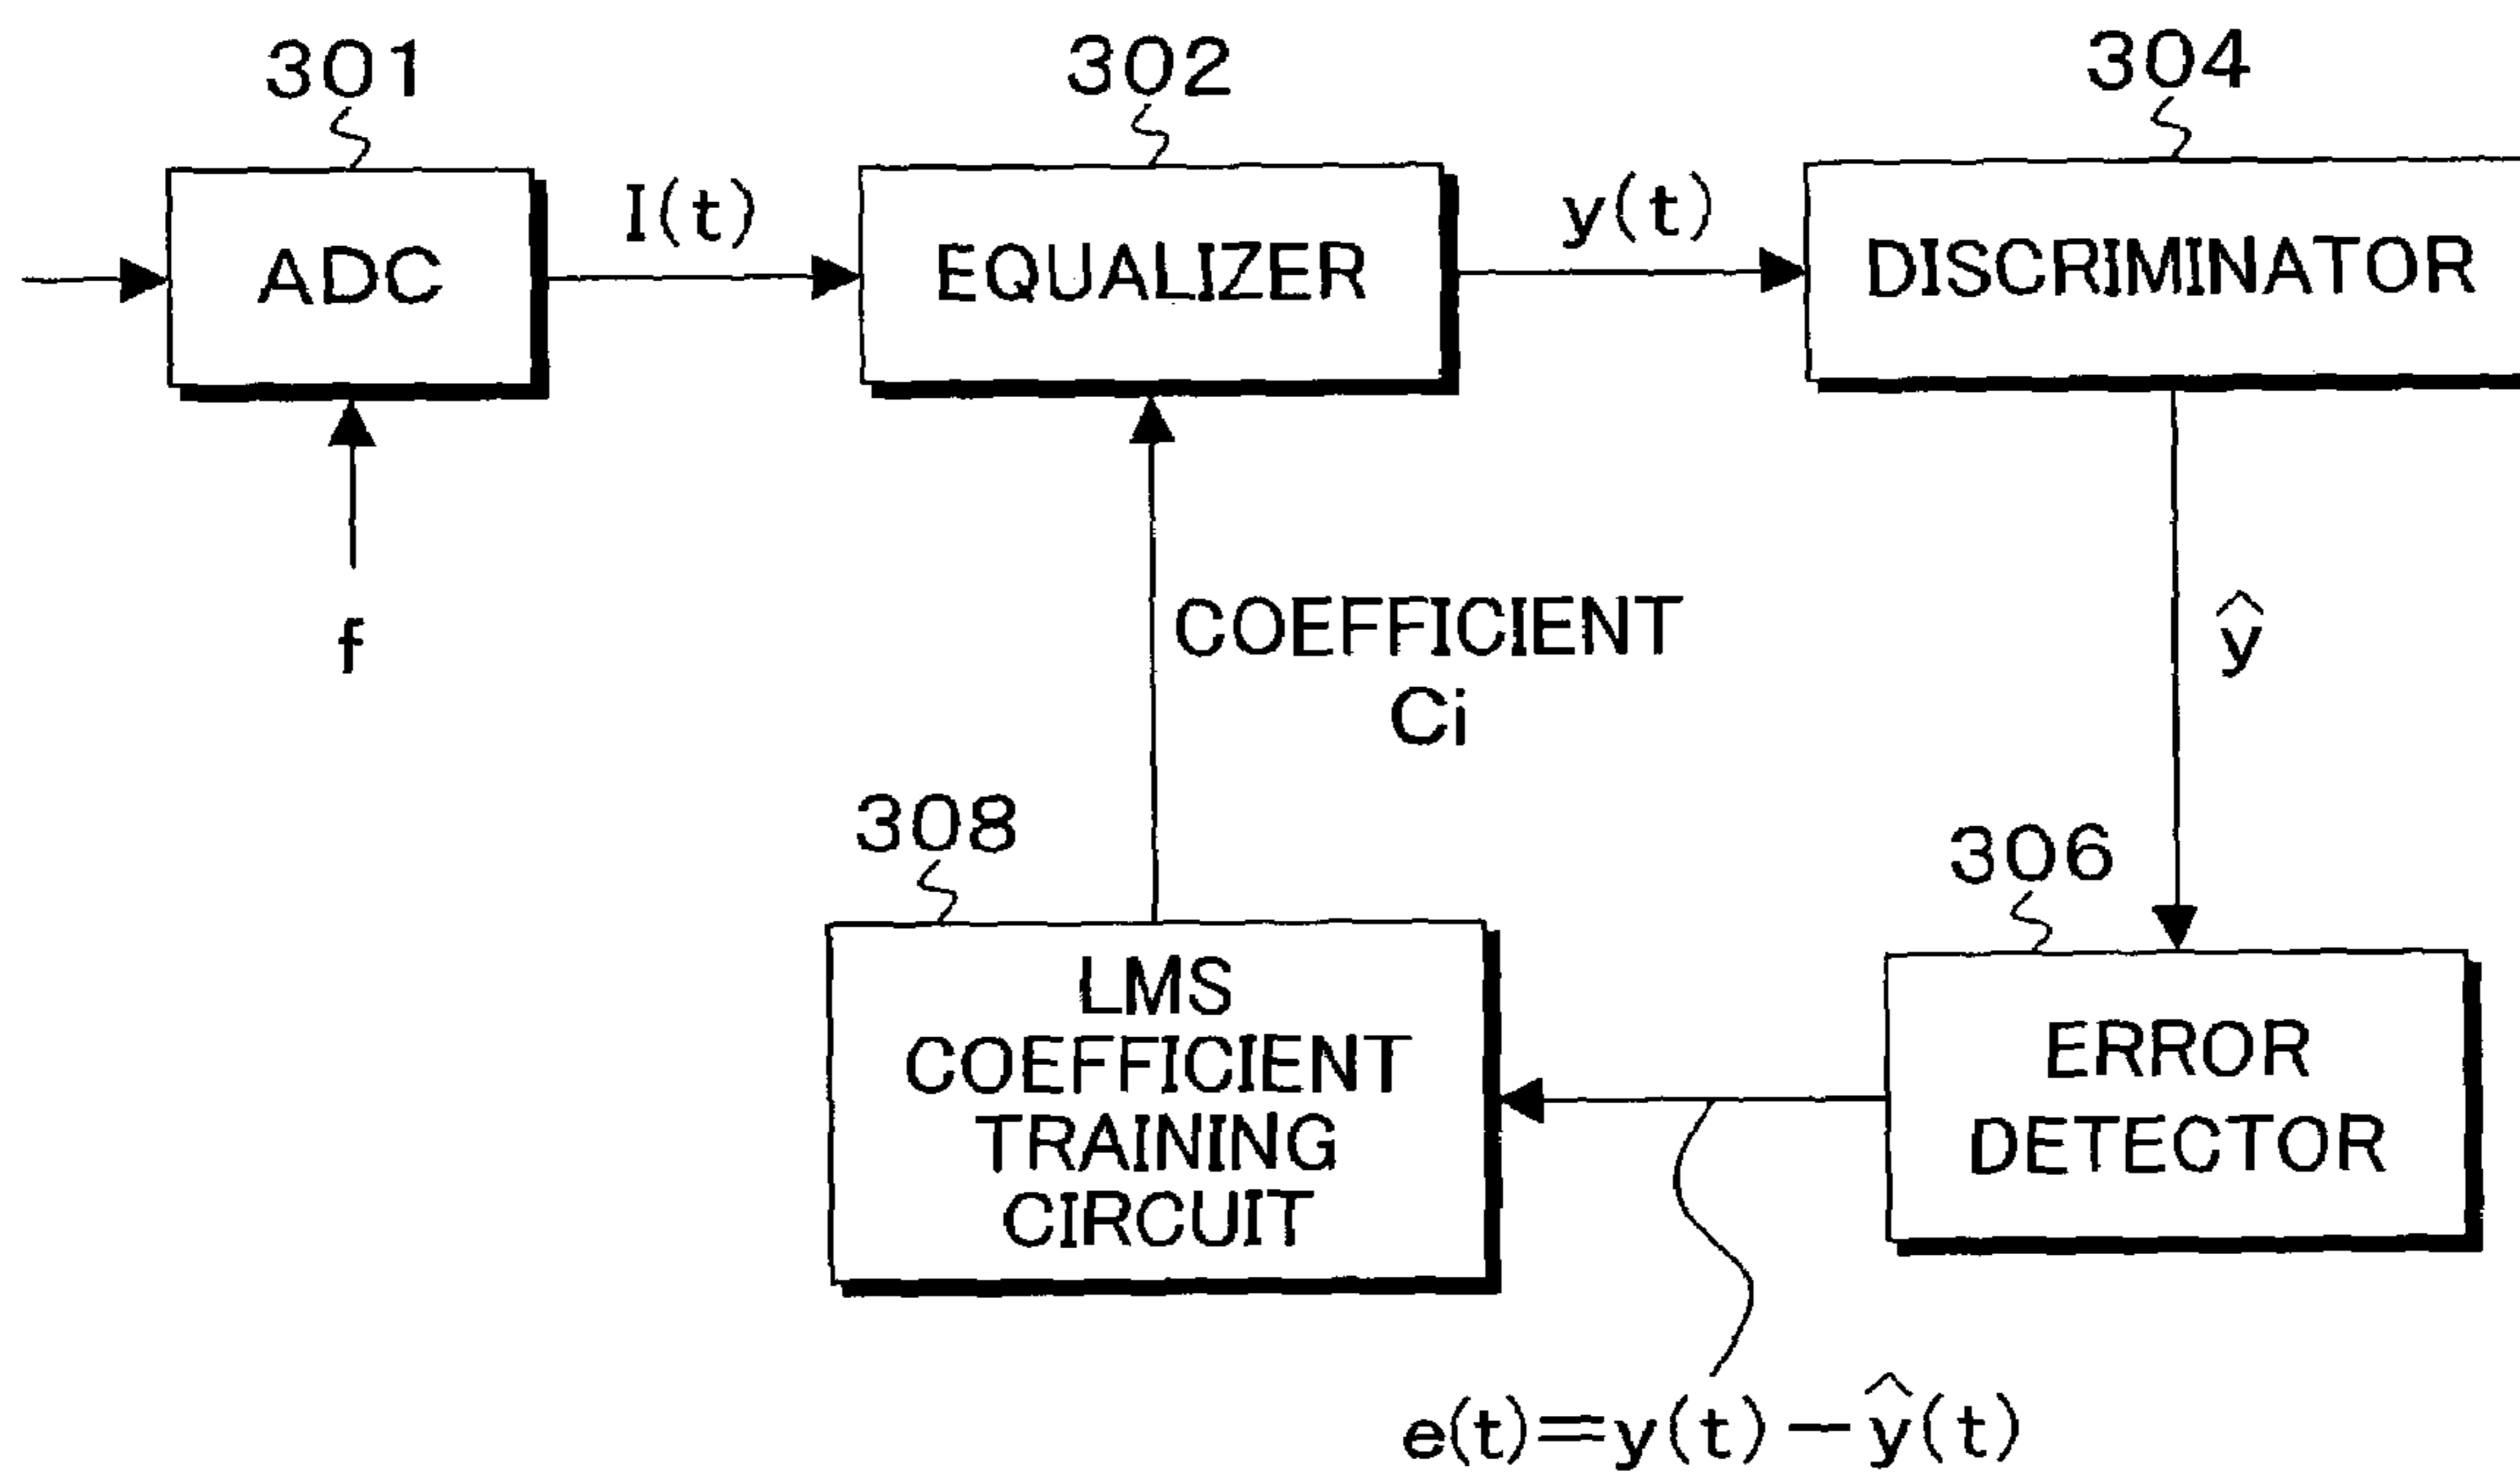 301
302
304
I(t)
y(t)
ADC
EQUALIZER
DISCRIMINATOR
f
COEFFICIENT
Ci
ŷ
308
306
LMS
COEFFICIENT
TRAINING
CIRCUIT
ERROR
DETECTOR
e(t)=y(t)-ŷ(t)